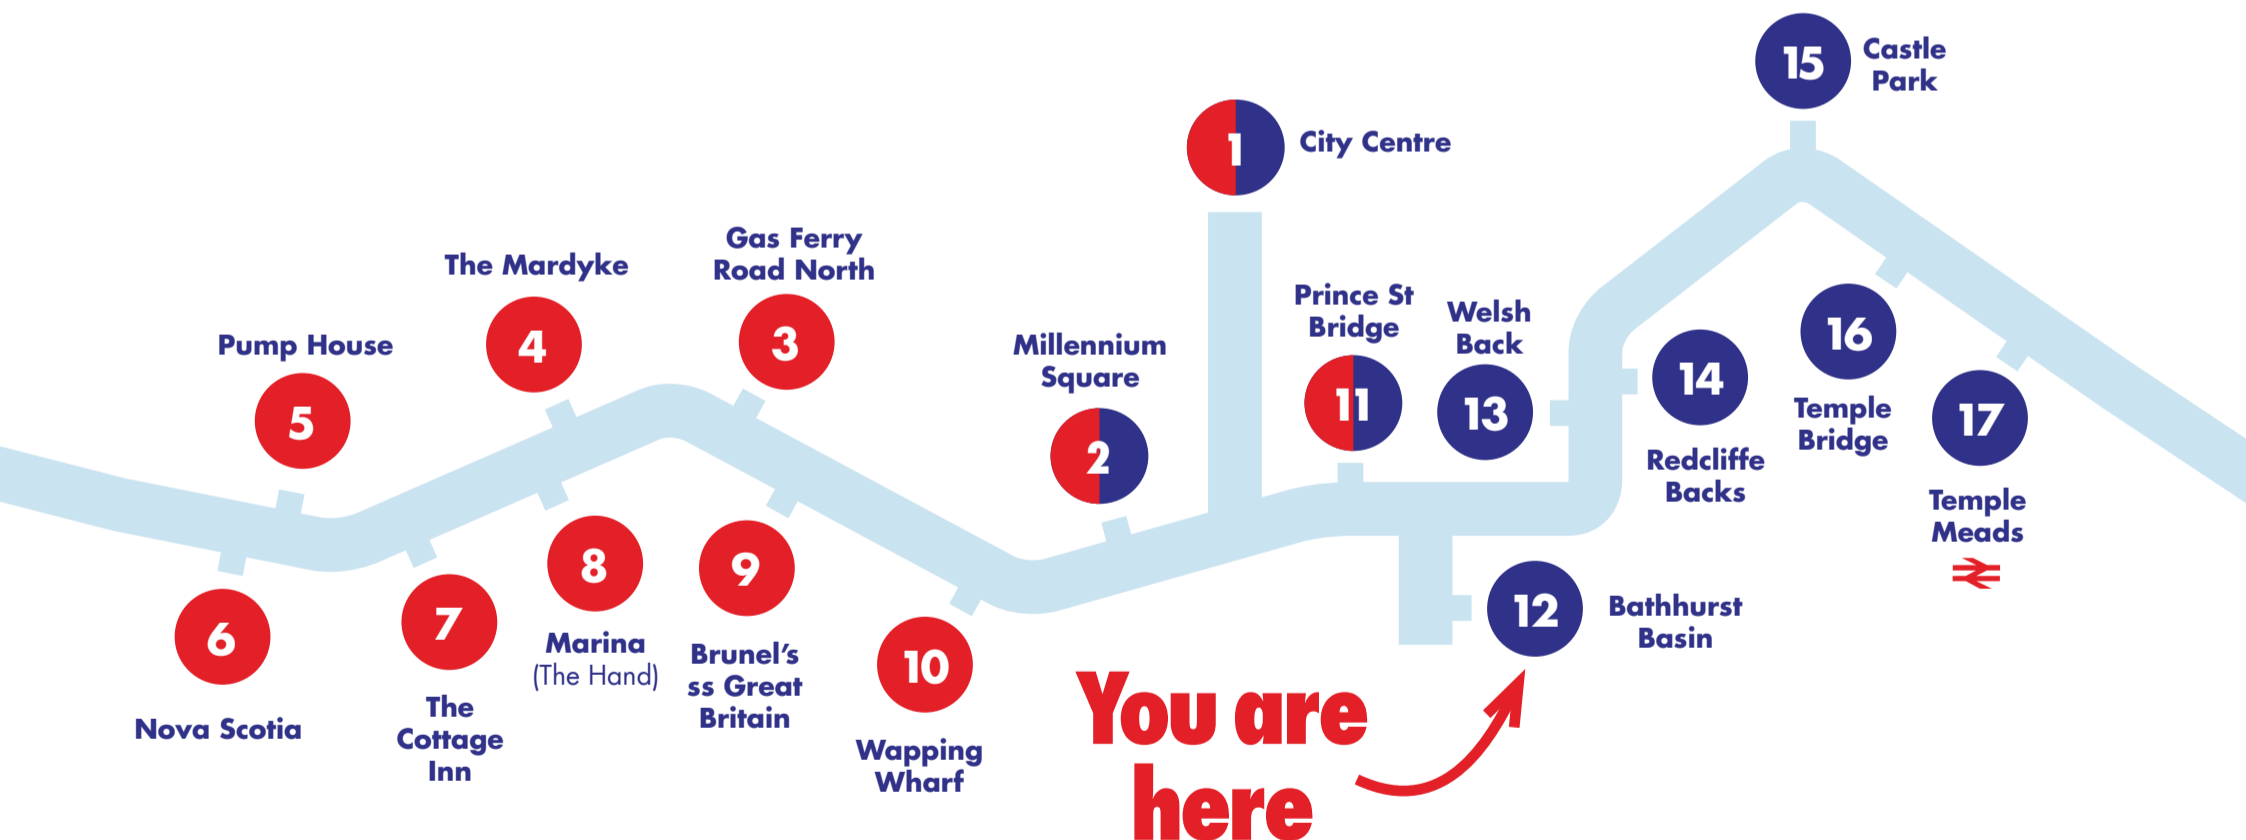 15
Castle
Park
1
City Centre
Gas Ferry
Road North
3
The Mardyke
4
Pump House
5
Millennium
Square
2
Prince St
Bridge
11
Welsh
Back
13
14
Redcliffe
Backs
16
Temple
Bridge
17
Temple
Meads
6
Nova Scotia
7
The
Cottage
Inn
8
Marina
(The Hand)
9
Brunel’s
ss Great
Britain
10
Wapping
Wharf
12
Bathhurst
Basin
You are
here